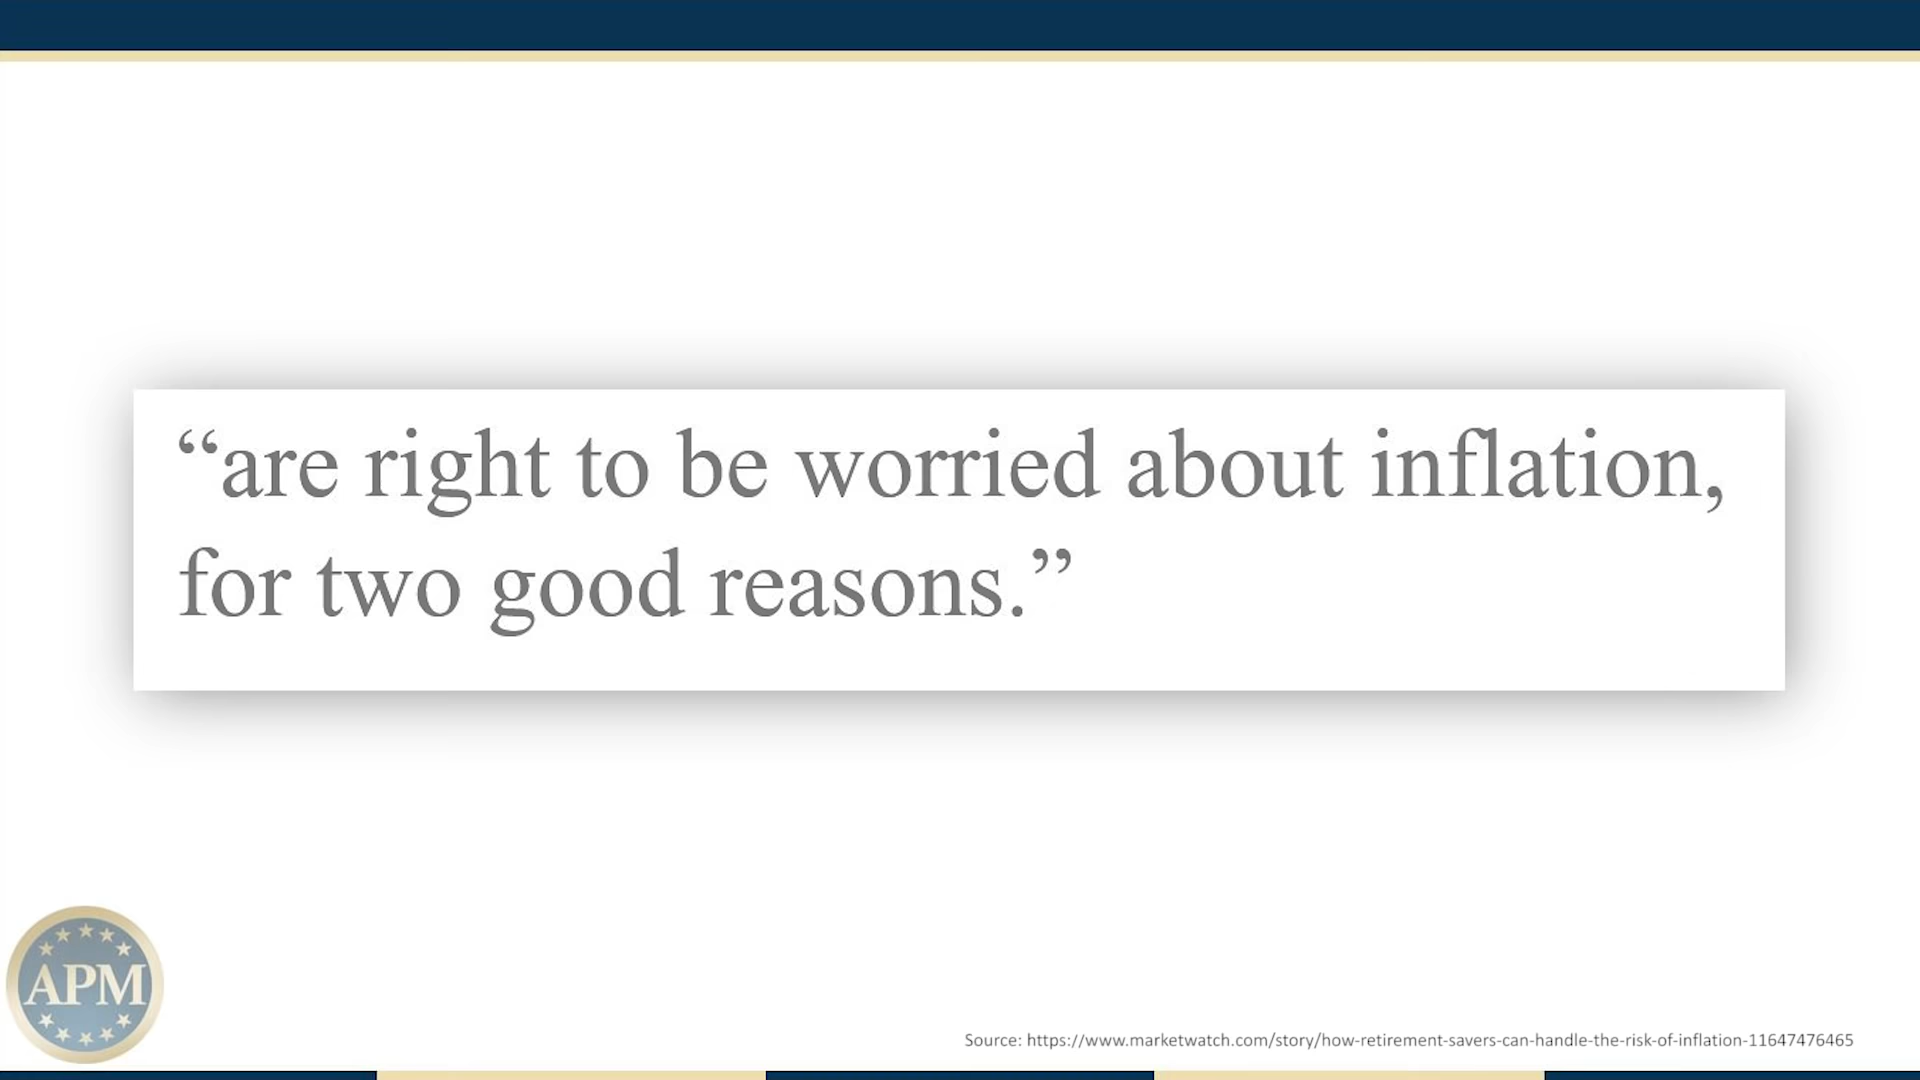 “are right to be worried about inflation,
for two good reasons.”
APM
Source: https://www.marketwatch.com/story/how-retirement-savers-can-handle-the-risk-of-inflation-11647476465